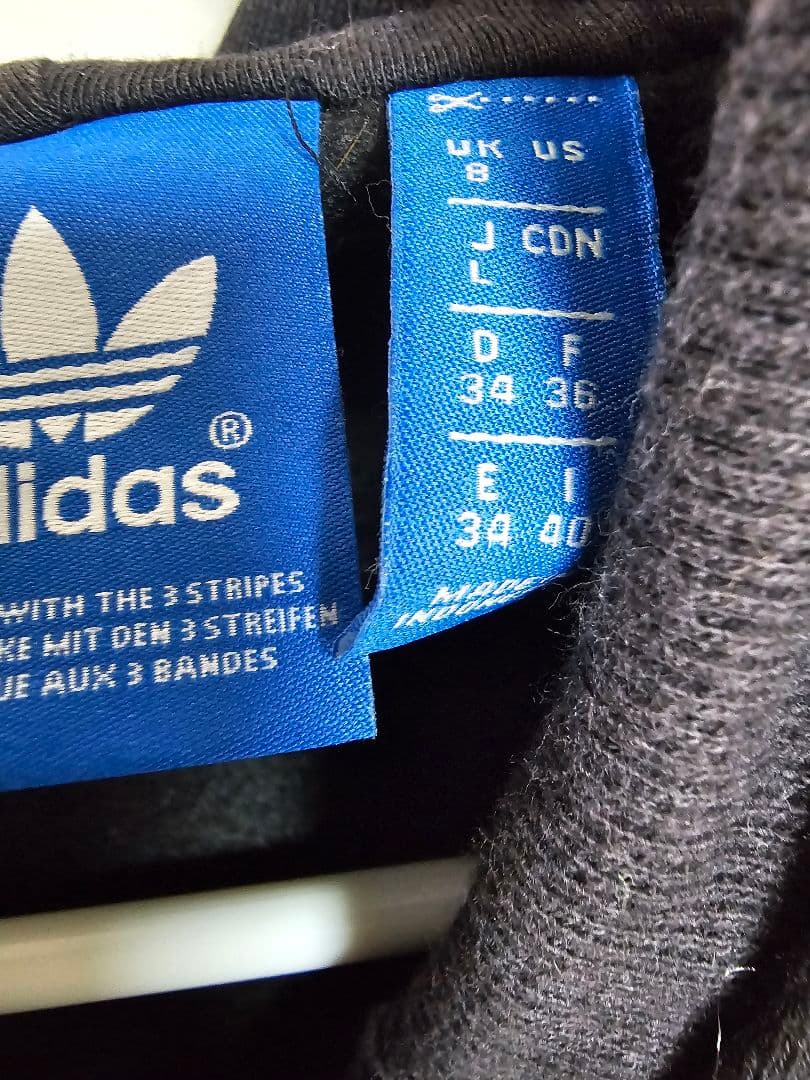 ®
didas
WITH THE 3 STRIPES
KE MIT DEN 3 STREIFEN
UE AUX 3 BANDES
UK US
8
J CDN
L
D F
34 36
E I
34 40
MADE